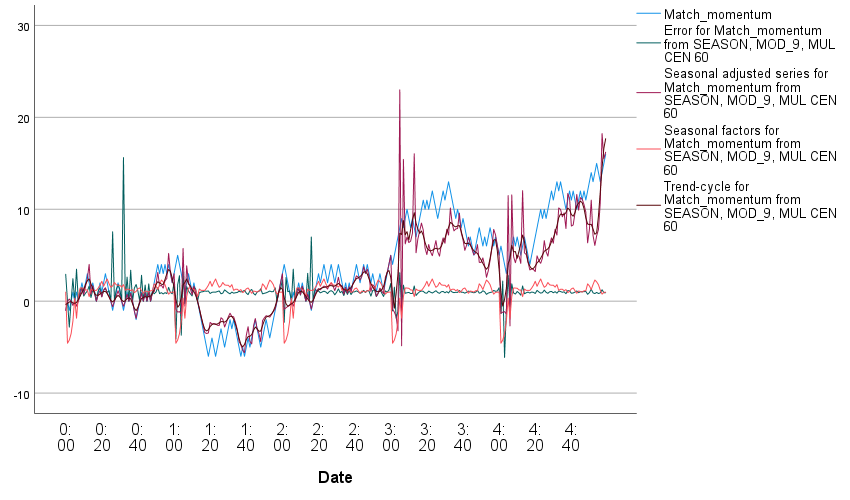 30
20
10
0
-10
0:
00
0:
20
0:
40
1:
00
1:
20
1:
40
2:
00
2:
20
2:
40
3:
00
3:
20
3:
40
4:
00
4:
20
4:
40
Date
Match_momentum
Error for Match_momentum
from SEASON, MOD_9, MUL
CEN 60
Seasonal adjusted series for
Match_momentum from
SEASON, MOD_9, MUL CEN
60
Seasonal factors for
Match_momentum from
SEASON, MOD_9, MUL CEN
60
Trend-cycle for
Match_momentum from
SEASON, MOD_9, MUL CEN
60